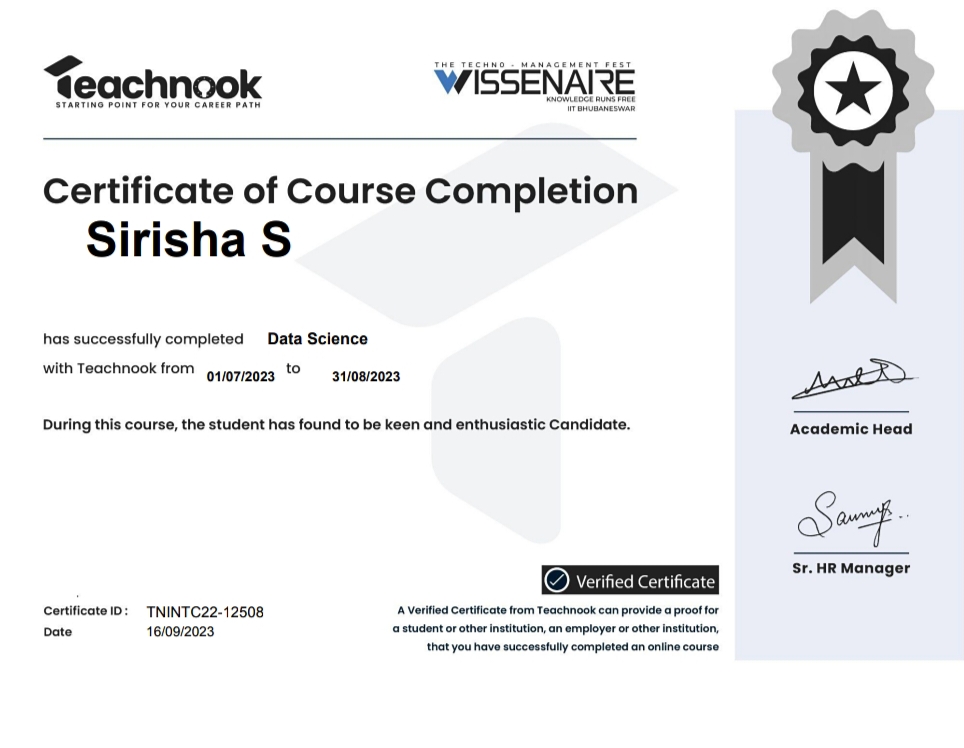 Teachnook
STARTING POINT FOR YOUR CAREER PATH
THE TECHNO - MANAGEMENT FEST
WISSENAIRE
KNOWLEDGE RUNS FREE
IIT BHUBANESWAR
Certificate of Course Completion
Sirisha S
has successfully completed Data Science
with Teachnook from 01/07/2023 to 31/08/2023
During this course, the student has found to be keen and enthusiastic Candidate.
Academic Head
Sr. HR Manager
Verified Certificate
Certificate ID : TNINTC22-12508
Date 16/09/2023
A Verified Certificate from Teachnook can provide a proof for
a student or other institution, an employer or other institution,
that you have successfully completed an online course